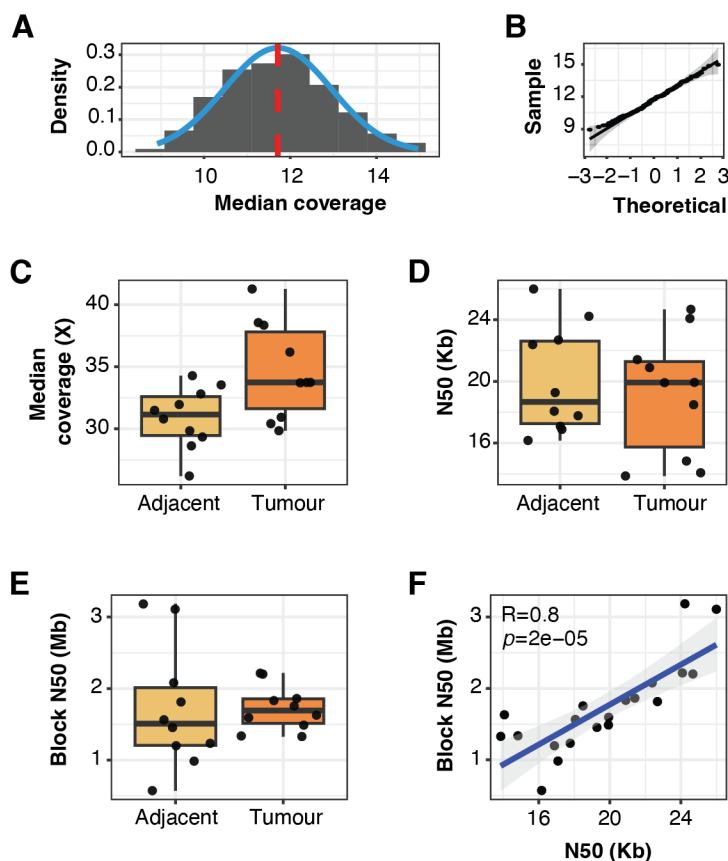 A
Density
0.3
0.2
0.1
0.0
10 12 14
Median coverage
B
Sample
15
12
9
−3 −2 −1 0 1 2 3
Theoretical
C
Median
coverage (X)
40
35
30
Adjacent Tumour
D
N50 (Kb)
24
20
16
Adjacent Tumour
E
Block N50 (Mb)
3
2
1
Adjacent Tumour
F
Block N50 (Mb)
3
2
1
R=0.8
p=2e−05
16 20 24
N50 (Kb)